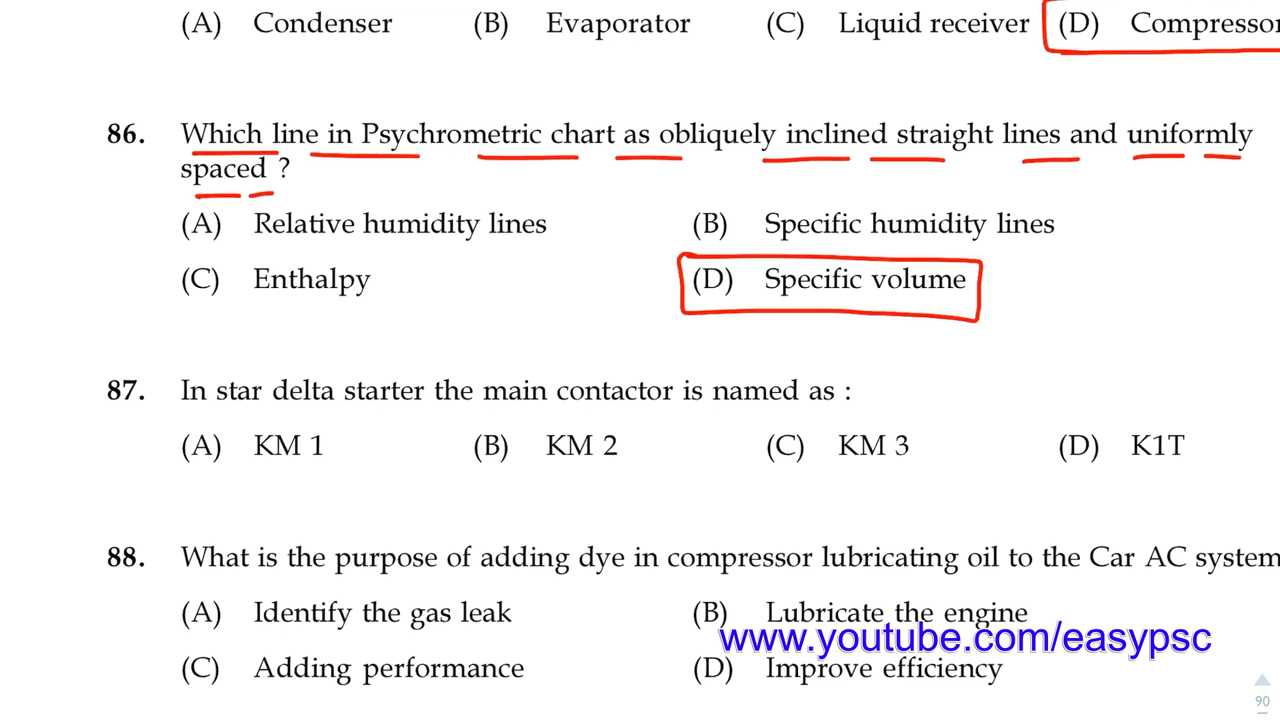 (A) Condenser (B) Evaporator (C) Liquid receiver (D) Compressor
86. Which line in Psychrometric chart as obliquely inclined straight lines and uniformly
spaced ?
(A) Relative humidity lines (B) Specific humidity lines
(C) Enthalpy (D) Specific volume
87. In star delta starter the main contactor is named as :
(A) KM 1 (B) KM 2 (C) KM 3 (D) K1T
88. What is the purpose of adding dye in compressor lubricating oil to the Car AC system
(A) Identify the gas leak (B) Lubricate the engine
www.youtube.com/easypsc
(C) Adding performance (D) Improve efficiency
90